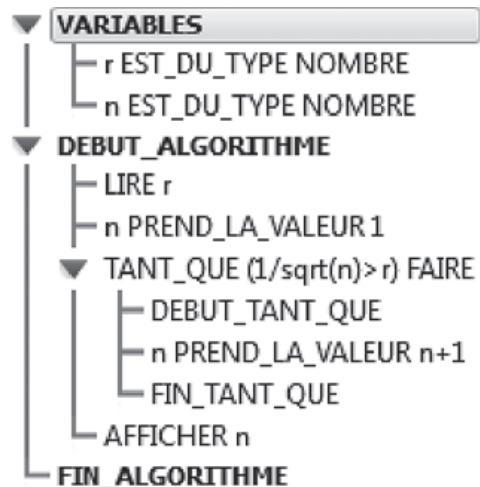 VARIABLES
r EST_DU_TYPE NOMBRE
n EST_DU_TYPE NOMBRE
DEBUT_ALGORITHME
LIRE r
n PREND_LA_VALEUR 1
TANT_QUE (1/sqrt(n)> r) FAIRE
DEBUT_TANT_QUE
n PREND_LA_VALEUR n+1
FIN_TANT_QUE
AFFICHER n
FIN_ALGORITHME